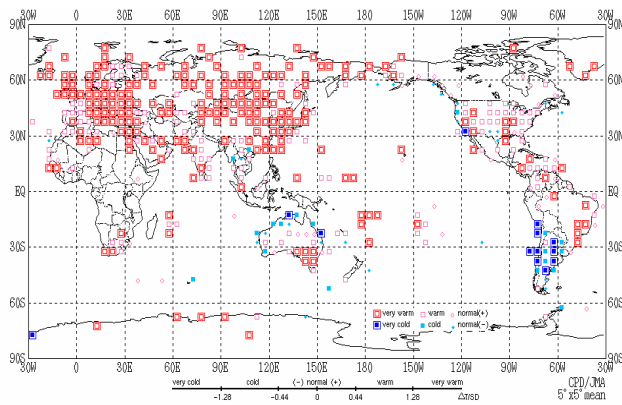 30W 0 30E 60E 90E 120E 150E 180 150W 120W 90W 60W 30W
90N 90N
60N 60N
30N 30N
EQ EQ
30S 30S
60S 60S
very warm warm normal(+)
very cold cold normal(-)
90S 90S
30W 0 30E 60E 90E 120E 150E 180 150W 120W 90W 60W 30W
very cold cold (-) normal (+) warm very warm
-1.28 -0.44 0 0.44 1.28 △T/SD
CPD/JMA
5°x5°mean